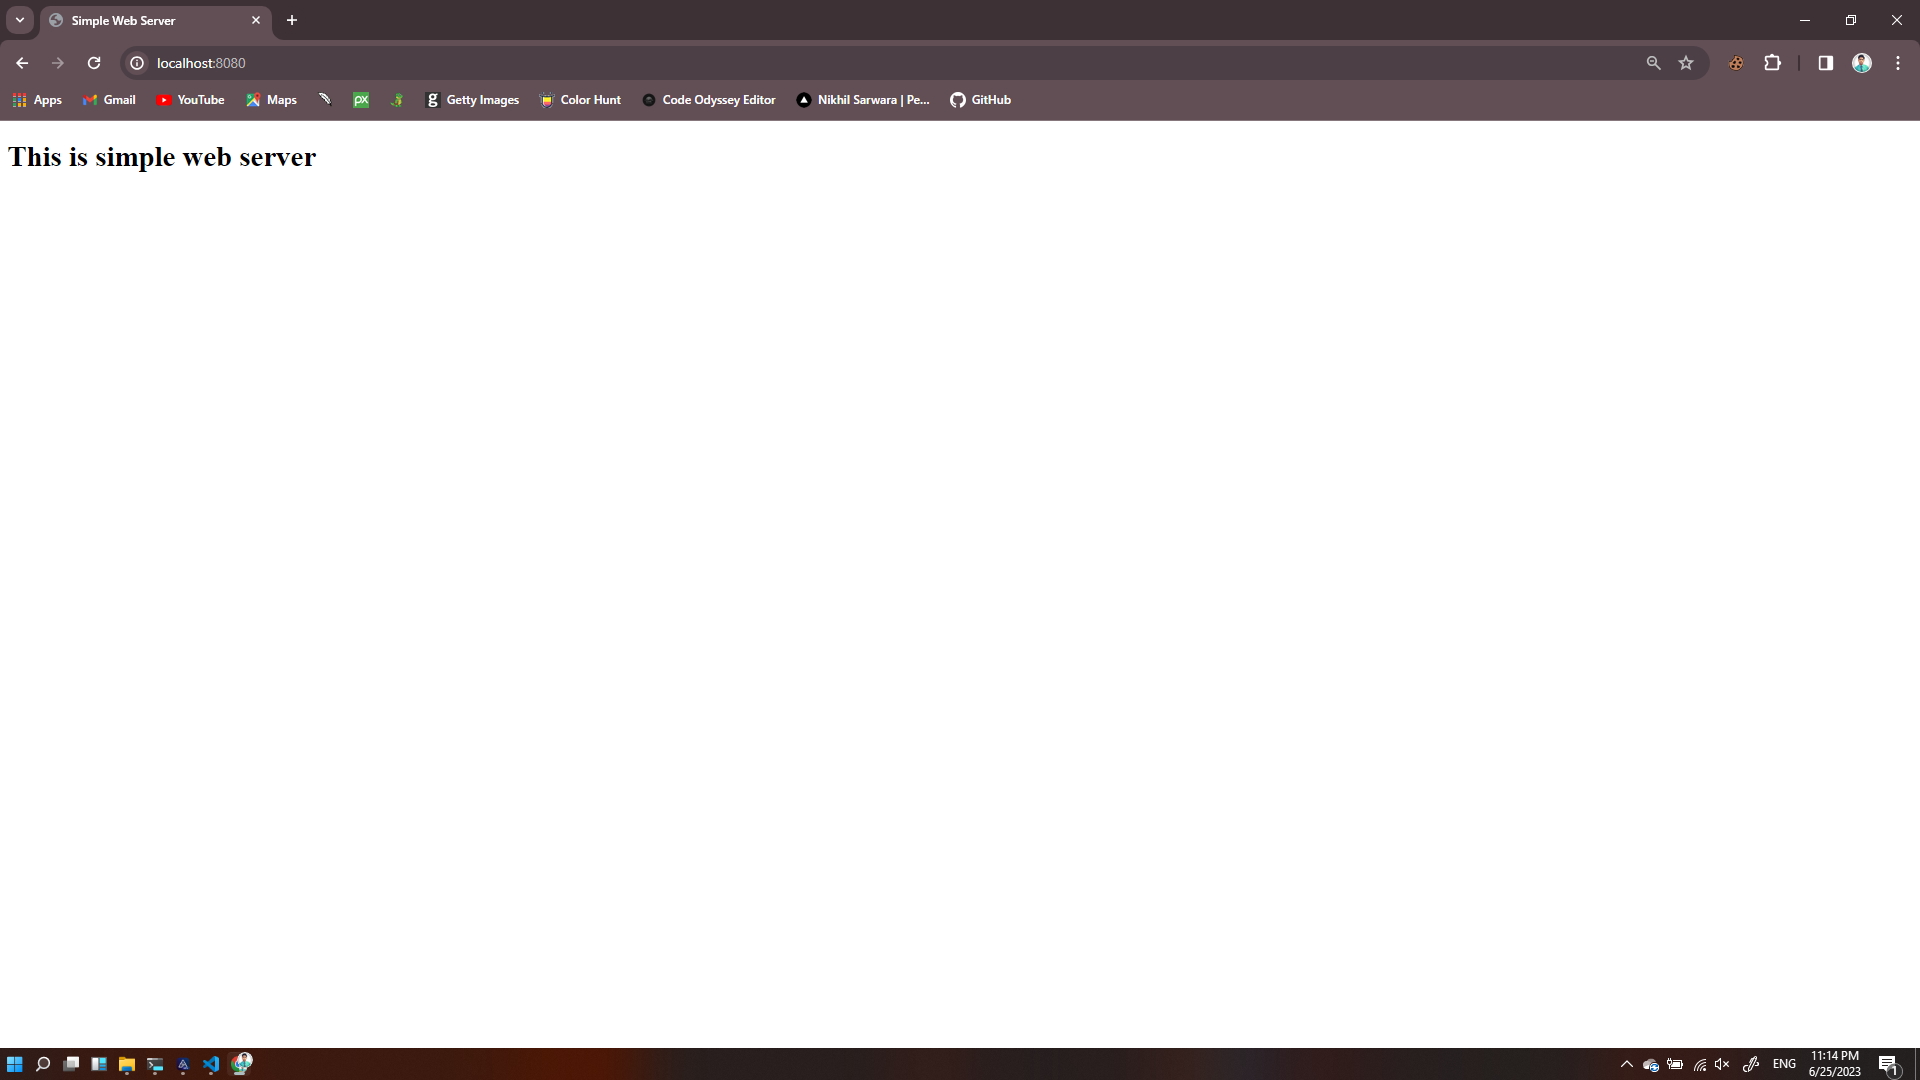 Simple Web Server
localhost:8080
Apps Gmail YouTube Maps px g Getty Images Color Hunt Code Odyssey Editor Nikhil Sarwara | Pe... GitHub
This is simple web server
ENG
11:14 PM
6/25/2023
1